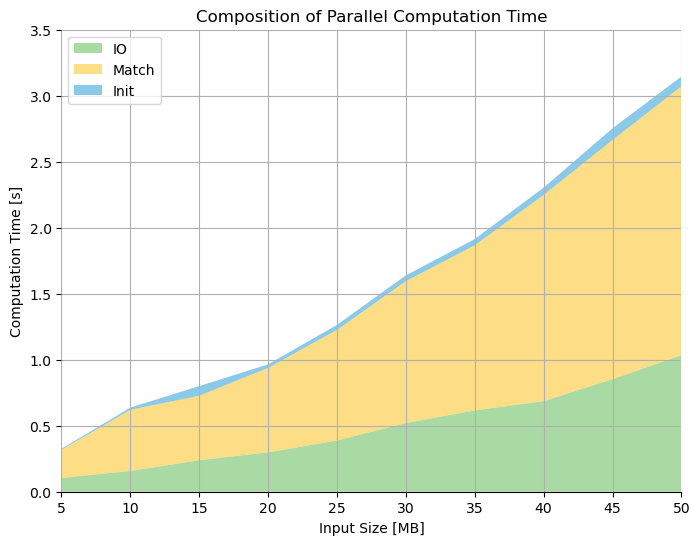 Composition of Parallel Computation Time
IO
Match
Init
Computation Time [s]
3.5
3.0
2.5
2.0
1.5
1.0
0.5
0.0
5 10 15 20 25 30 35 40 45 50
Input Size [MB]